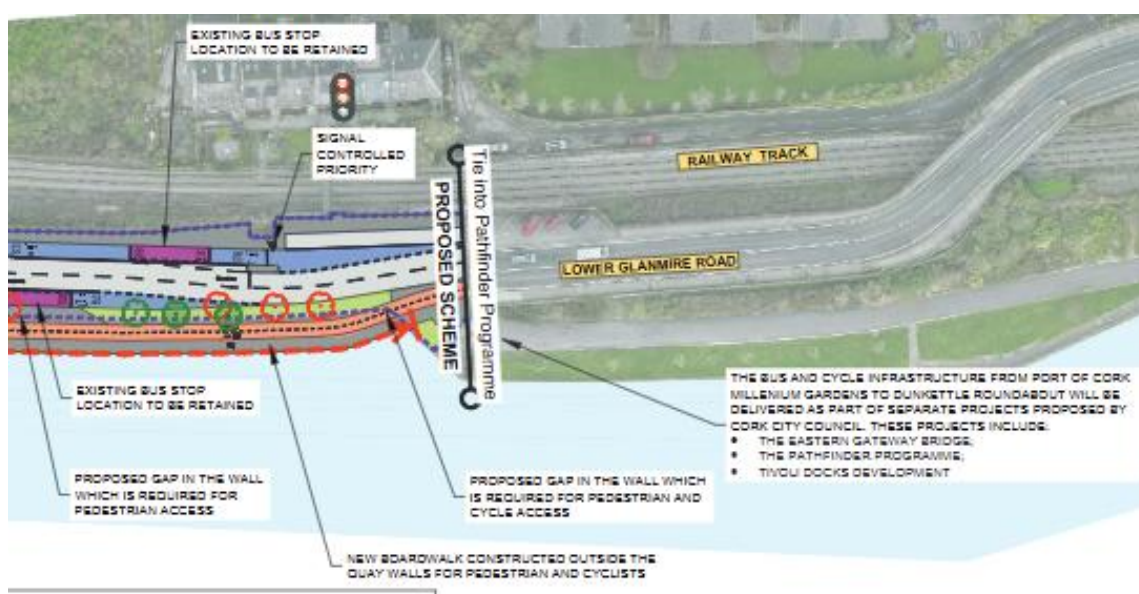 EXISTING BUS STOP
LOCATION TO BE RETAINED
SIGNAL
CONTROLLED
PRIORITY
RAILWAY TRACK
Tie into Pathfinder Programme
PROPOSED SCHEME
LOWER GLANMIRE ROAD
EXISTING BUS STOP
LOCATION TO BE RETAINED
THE BUS AND CYCLE INFRASTRUCTURE FROM PORT OF CORK
MILLENIUM GARDENS TO DUNKETTLE ROUNDABOUT WILL BE
DELIVERED AS PART OF SEPARATE PROJECTS PROPOSED BY
CORK CITY COUNCIL. THESE PROJECTS INCLUDE:
• THE EASTERN GATEWAY BRIDGE;
• THE PATHFINDER PROGRAMME;
• TIVOLI DOCKS DEVELOPMENT
PROPOSED GAP IN THE WALL
WHICH IS REQUIRED FOR
PEDESTRIAN ACCESS
PROPOSED GAP IN THE WALL WHICH
IS REQUIRED FOR PEDESTRIAN AND
CYCLE ACCESS
NEW BOARDWALK CONSTRUCTED OUTSIDE THE
QUAY WALLS FOR PEDESTRIAN AND CYCLISTS